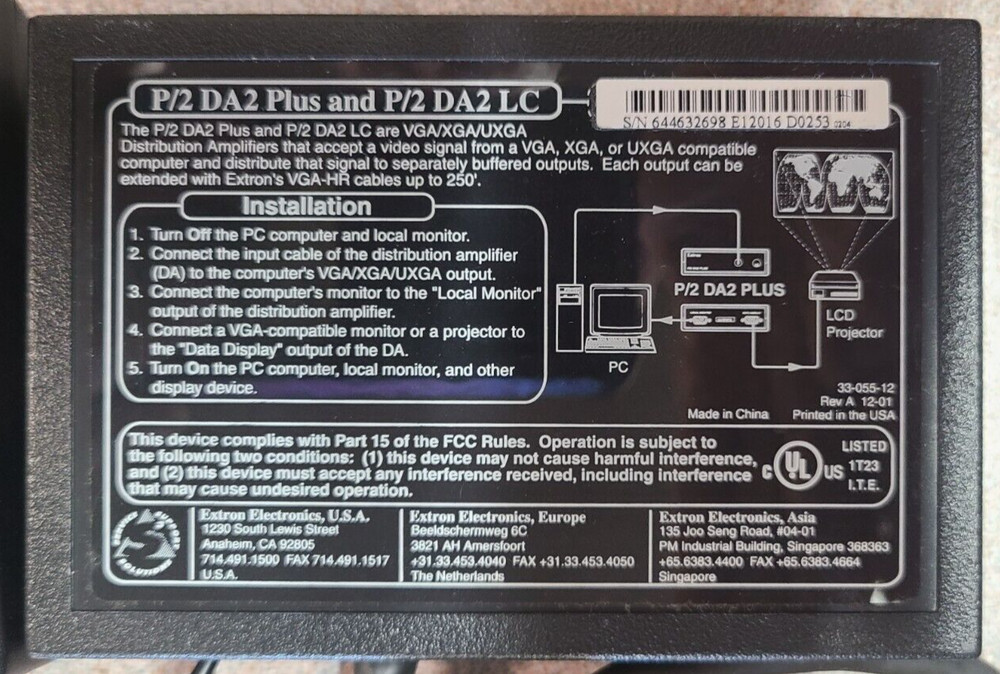 P/2 DA2 Plus and P/2 DA2 LC
S/N 644632698 E12016 D0253 0204
The P/2 DA2 Plus and P/2 DA2 LC are VGA/XGA/UXGA
Distribution Amplifiers that accept a video signal from a VGA, XGA, or UXGA compatible
computer and distribute that signal to separately buffered outputs. Each output can be
extended with Extron's VGA-HR cables up to 250'.
Installation
1. Turn Off the PC computer and local monitor.
2. Connect the input cable of the distribution amplifier
(DA) to the computer's VGA/XGA/UXGA output.
3. Connect the computer's monitor to the "Local Monitor"
output of the distribution amplifier.
4. Connect a VGA-compatible monitor or a projector to
the "Data Display" output of the DA.
5. Turn On the PC computer, local monitor, and other
display device.
Extron
P/2 DA2 PLUS
LCD
Projector
PC
33-055-12
Rev A 12-01
Made in China
Printed in the USA
This device complies with Part 15 of the FCC Rules. Operation is subject to
the following two conditions: (1) this device may not cause harmful interference,
and (2) this device must accept any interference received, including interference
that may cause undesired operation.
C UL US
LISTED
1T23
I.T.E.
SERVICE SUPPORT SOLUTIONS
Extron Electronics, U.S.A.
1230 South Lewis Street
Anaheim, CA 92805
714.491.1500 FAX 714.491.1517
U.S.A.
Extron Electronics, Europe
Beeldschermweg 6C
3821 AH Amersfoort
+31.33.453.4040 FAX +31.33.453.4050
The Netherlands
Extron Electronics, Asia
135 Joo Seng Road, #04-01
PM Industrial Building, Singapore 368363
+65.6383.4400 FAX +65.6383.4664
Singapore